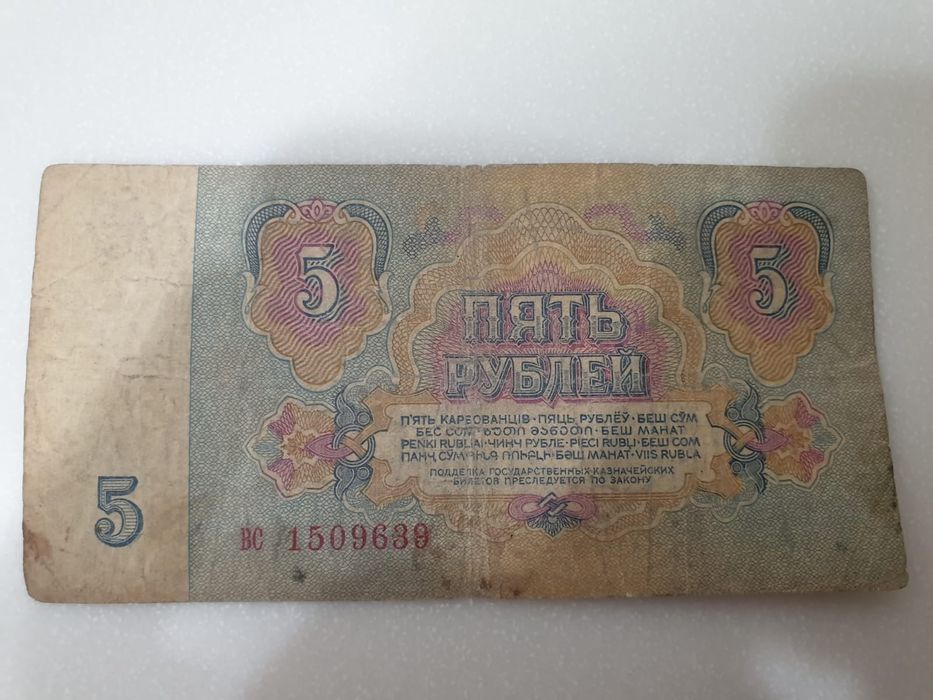 5 5
ПЯТЬ
РУБЛЕЙ
П'ЯТЬ КАРБОВАНЦІВ · ПЯЦЬ РУБЛЁЎ · БЕШ СЎМ
БЕС СОМ · ᲮᲣᲗᲘ ᲛᲐᲜᲔᲗᲘ · БЕШ МАНАТ
PENKI RUBLIAI · ЧИНЧ РУБЛЕ · PIECI RUBĻI · БЕШ СОМ
ПАНҶ СӮМ · ՀԻՆԳ ՌՈՒԲԼԻ · БӘШ МАНАТ · VIIS RUBLA
ПОДДЕЛКА ГОСУДАРСТВЕННЫХ КАЗНАЧЕЙСКИХ
БИЛЕТОВ ПРЕСЛЕДУЕТСЯ ПО ЗАКОНУ
5
ВС 1509639